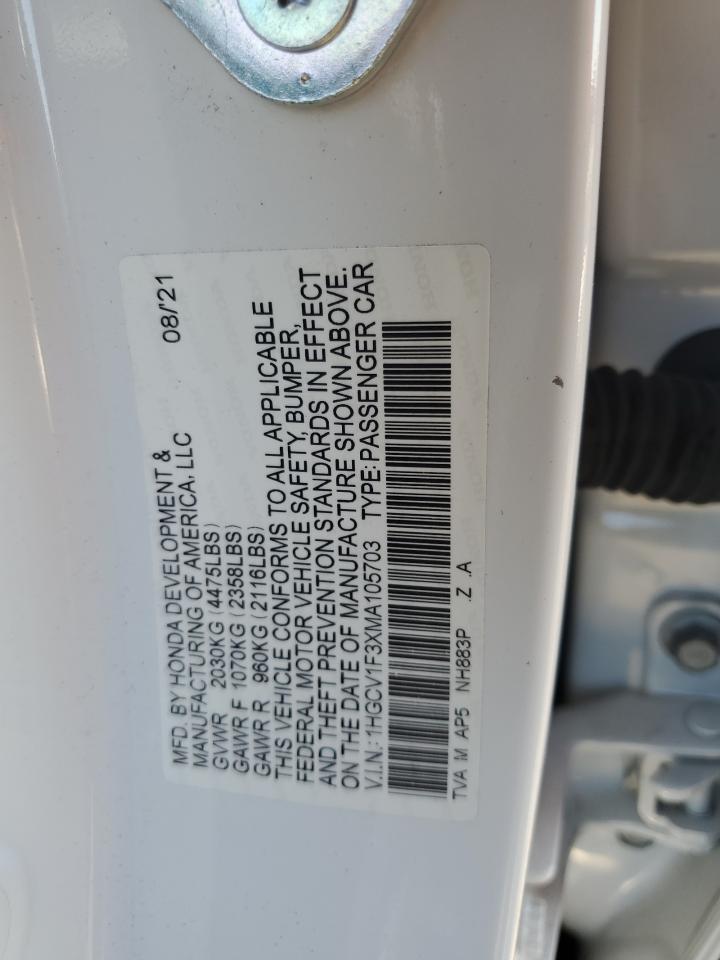 MFD. BY HONDA DEVELOPMENT & 08/'21
MANUFACTURING OF AMERICA, LLC
GVWR 2030KG (4475LBS)
GAWR F 1070KG (2358LBS)
GAWR R 960KG (2116LBS)
THIS VEHICLE CONFORMS TO ALL APPLICABLE
FEDERAL MOTOR VEHICLE SAFETY, BUMPER,
AND THEFT PREVENTION STANDARDS IN EFFECT
ON THE DATE OF MANUFACTURE SHOWN ABOVE.
V.I.N.: 1HGCV1F3XMA105703 TYPE: PASSENGER CAR
TVA M AP5 NH883P .Z .A